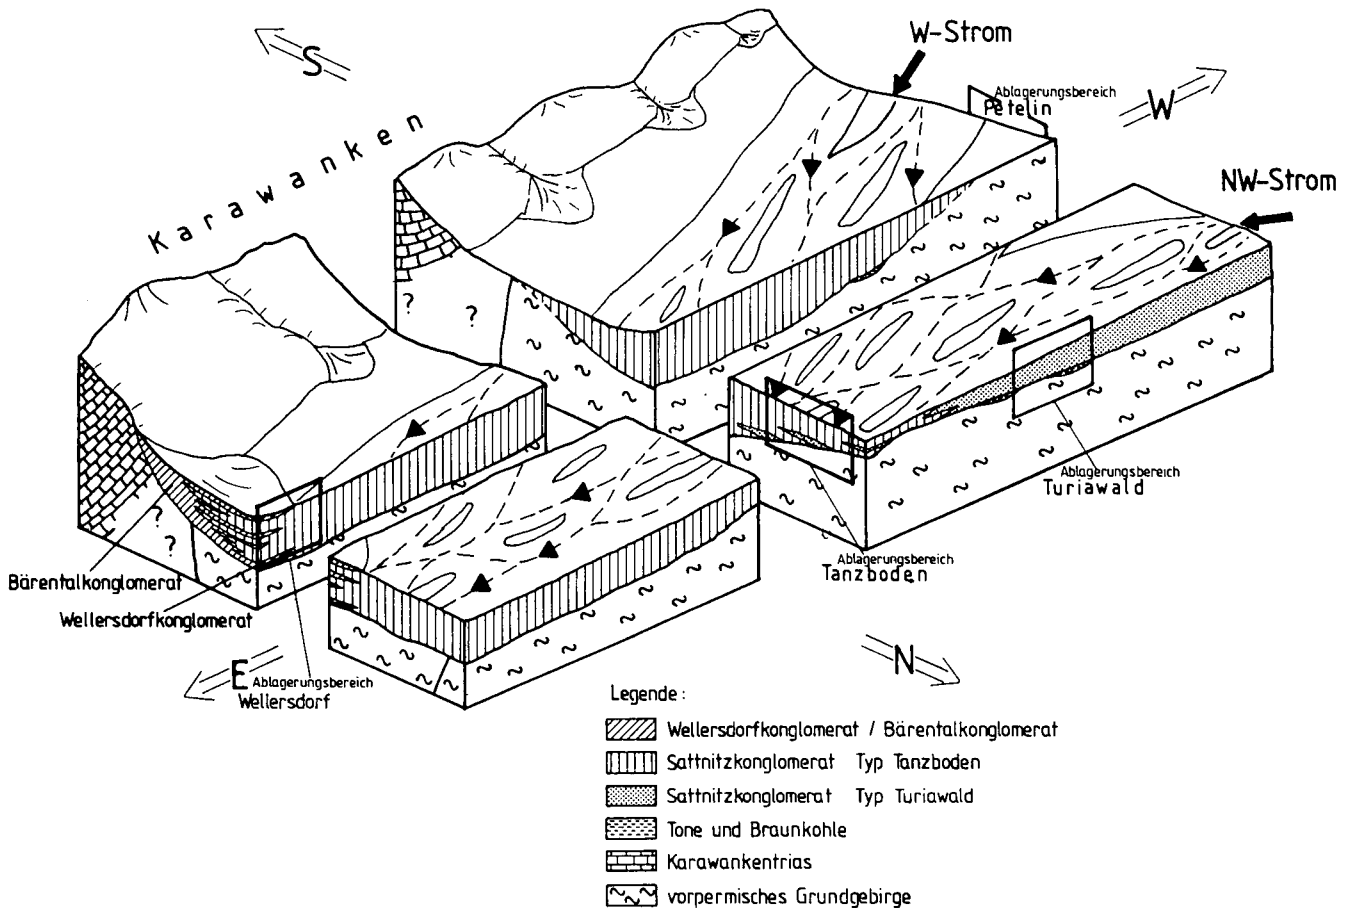 S
W-Strom
Ablagerungsbereich
Petelin
W
Karawanken
NW-Strom
?
?
?
Ablagerungsbereich
Turiawald
Ablagerungsbereich
Tanzboden
Bärentalkonglomerat
Wellersdorfkonglomerat
E
Ablagerungsbereich
Wellersdorf
N
Legende:
Wellersdorfkonglomerat / Bärentalkonglomerat
Sattnitzkonglomerat Typ Tanzboden
Sattnitzkonglomerat Typ Turiawald
Tone und Braunkohle
Karawankentrias
vorpermisches Grundgebirge